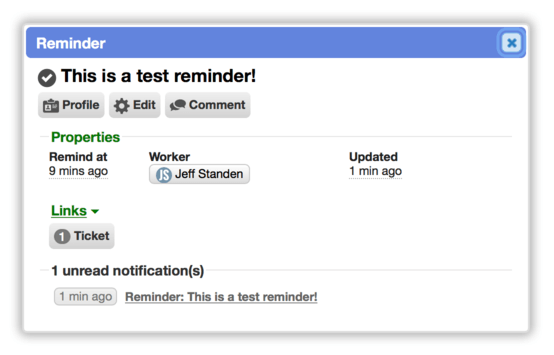 Reminder
This is a test reminder!
Profile Edit Comment
Properties
Remind at Worker Updated
9 mins ago JS Jeff Standen 1 min ago
Links
1 Ticket
1 unread notification(s)
1 min ago Reminder: This is a test reminder!